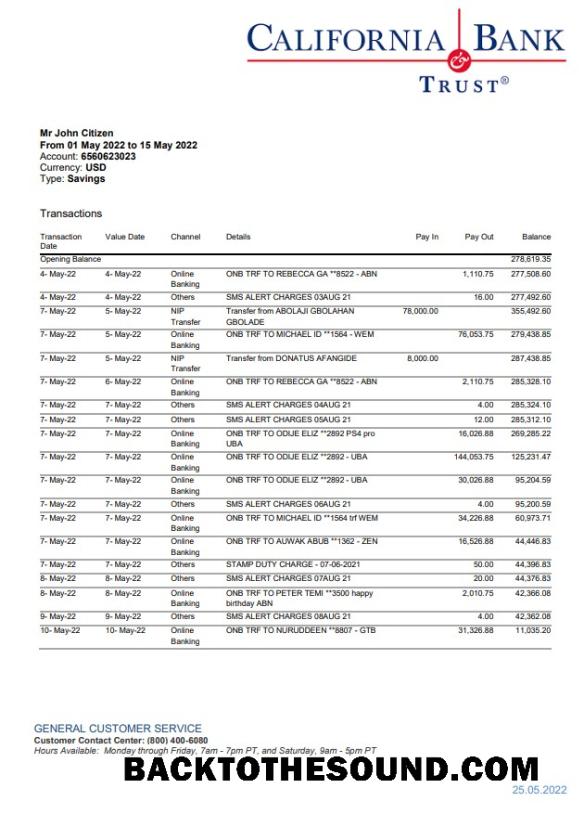 CALIFORNIA BANK
& TRUST®
Mr John Citizen
From 01 May 2022 to 15 May 2022
Account: 6560623023
Currency: USD
Type: Savings
Transactions
Transaction Date Value Date Channel Details Pay In Pay Out Balance
Opening Balance 278,619.35
4- May-22 4- May-22 Online Banking ONB TRF TO REBECCA GA **8522 - ABN 1,110.75 277,508.60
4- May-22 4- May-22 Others SMS ALERT CHARGES 03AUG 21 16.00 277,492.60
7- May-22 5- May-22 NIP Transfer Transfer from ABOLAJI GBOLAHAN GBOLADE 78,000.00 355,492.60
7- May-22 5- May-22 Online Banking ONB TRF TO MICHAEL ID **1564 - WEM 76,053.75 279,438.85
7- May-22 5- May-22 NIP Transfer Transfer from DONATUS AFANGIDE 8,000.00 287,438.85
7- May-22 6- May-22 Online Banking ONB TRF TO REBECCA GA **8522 - ABN 2,110.75 285,328.10
7- May-22 7- May-22 Others SMS ALERT CHARGES 04AUG 21 4.00 285,324.10
7- May-22 7- May-22 Others SMS ALERT CHARGES 05AUG 21 12.00 285,312.10
7- May-22 7- May-22 Online Banking ONB TRF TO ODIJE ELIZ **2892 PS4 pro UBA 16,026.88 269,285.22
7- May-22 7- May-22 Online Banking ONB TRF TO ODIJE ELIZ **2892 - UBA 144,053.75 125,231.47
7- May-22 7- May-22 Online Banking ONB TRF TO ODIJE ELIZ **2892 - UBA 30,026.88 95,204.59
7- May-22 7- May-22 Others SMS ALERT CHARGES 06AUG 21 4.00 95,200.59
7- May-22 7- May-22 Online Banking ONB TRF TO MICHAEL ID **1564 trf WEM 34,226.88 60,973.71
7- May-22 7- May-22 Online Banking ONB TRF TO AUWAK ABUB **1362 - ZEN 16,526.88 44,446.83
7- May-22 7- May-22 Others STAMP DUTY CHARGE - 07-06-2021 50.00 44,396.83
8- May-22 8- May-22 Others SMS ALERT CHARGES 07AUG 21 20.00 44,376.83
8- May-22 8- May-22 Online Banking ONB TRF TO PETER TEMI **3500 happy birthday ABN 2,010.75 42,366.08
9- May-22 9- May-22 Others SMS ALERT CHARGES 08AUG 21 4.00 42,362.08
10- May-22 10- May-22 Online Banking ONB TRF TO NURUDDEEN **8807 - GTB 31,326.88 11,035.20
GENERAL CUSTOMER SERVICE
Customer Contact Center: (800) 400-6080
Hours Available: Monday through Friday, 7am - 7pm PT, and Saturday, 9am - 5pm PT
BACKTOTHESOUND.COM
25.05.2022